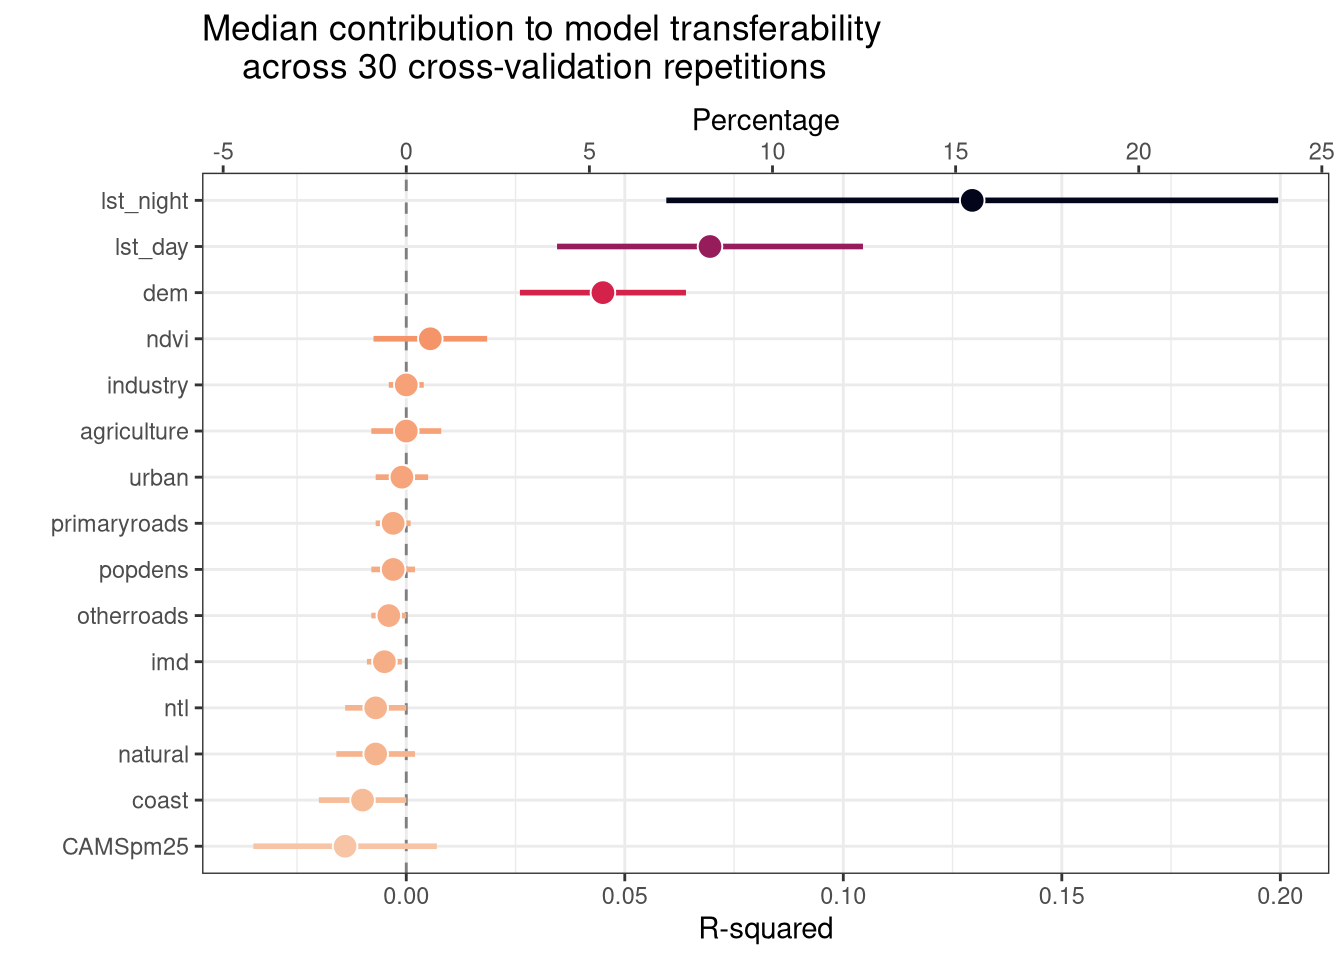 Median contribution to model transferability
across 30 cross-validation repetitions
Percentage
-5 0 5 10 15 20 25
lst_night
lst_day
dem
ndvi
industry
agriculture
urban
primaryroads
popdens
otherroads
imd
ntl
natural
coast
CAMSpm25
0.00 0.05 0.10 0.15 0.20
R-squared